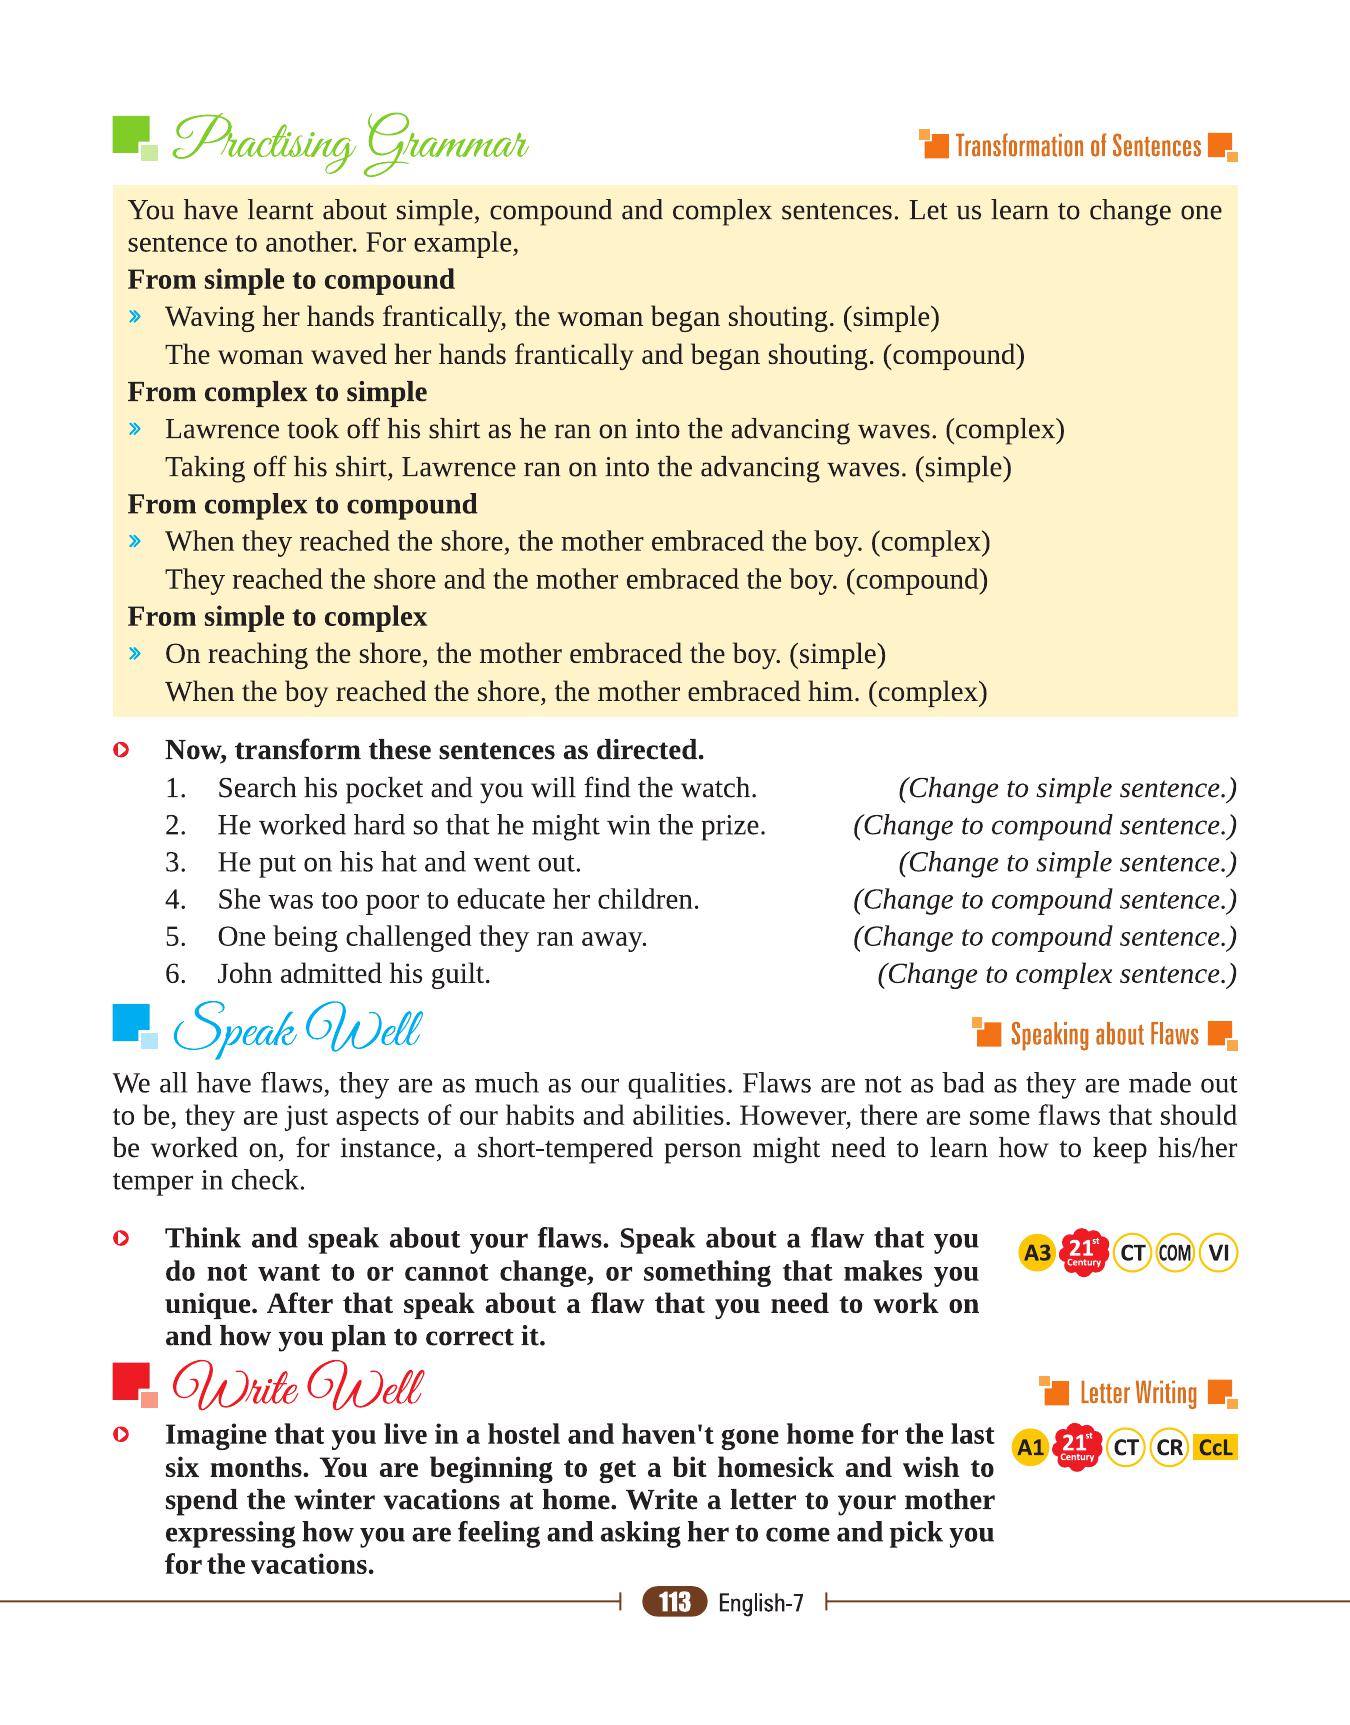 Practising Grammar
Transformation of Sentences
You have learnt about simple, compound and complex sentences. Let us learn to change one
sentence to another. For example,
From simple to compound
» Waving her hands frantically, the woman began shouting. (simple)
The woman waved her hands frantically and began shouting. (compound)
From complex to simple
» Lawrence took off his shirt as he ran on into the advancing waves. (complex)
Taking off his shirt, Lawrence ran on into the advancing waves. (simple)
From complex to compound
» When they reached the shore, the mother embraced the boy. (complex)
They reached the shore and the mother embraced the boy. (compound)
From simple to complex
» On reaching the shore, the mother embraced the boy. (simple)
When the boy reached the shore, the mother embraced him. (complex)
Now, transform these sentences as directed.
1. Search his pocket and you will find the watch. (Change to simple sentence.)
2. He worked hard so that he might win the prize. (Change to compound sentence.)
3. He put on his hat and went out. (Change to simple sentence.)
4. She was too poor to educate her children. (Change to compound sentence.)
5. One being challenged they ran away. (Change to compound sentence.)
6. John admitted his guilt. (Change to complex sentence.)
Speak Well
Speaking about Flaws
We all have flaws, they are as much as our qualities. Flaws are not as bad as they are made out
to be, they are just aspects of our habits and abilities. However, there are some flaws that should
be worked on, for instance, a short-tempered person might need to learn how to keep his/her
temper in check.
Think and speak about your flaws. Speak about a flaw that you
do not want to or cannot change, or something that makes you
unique. After that speak about a flaw that you need to work on
and how you plan to correct it.
A3 21st Century CT COM VI
Write Well
Letter Writing
Imagine that you live in a hostel and haven't gone home for the last
six months. You are beginning to get a bit homesick and wish to
spend the winter vacations at home. Write a letter to your mother
expressing how you are feeling and asking her to come and pick you
for the vacations.
A1 21st Century CT CR CcL
113 English-7